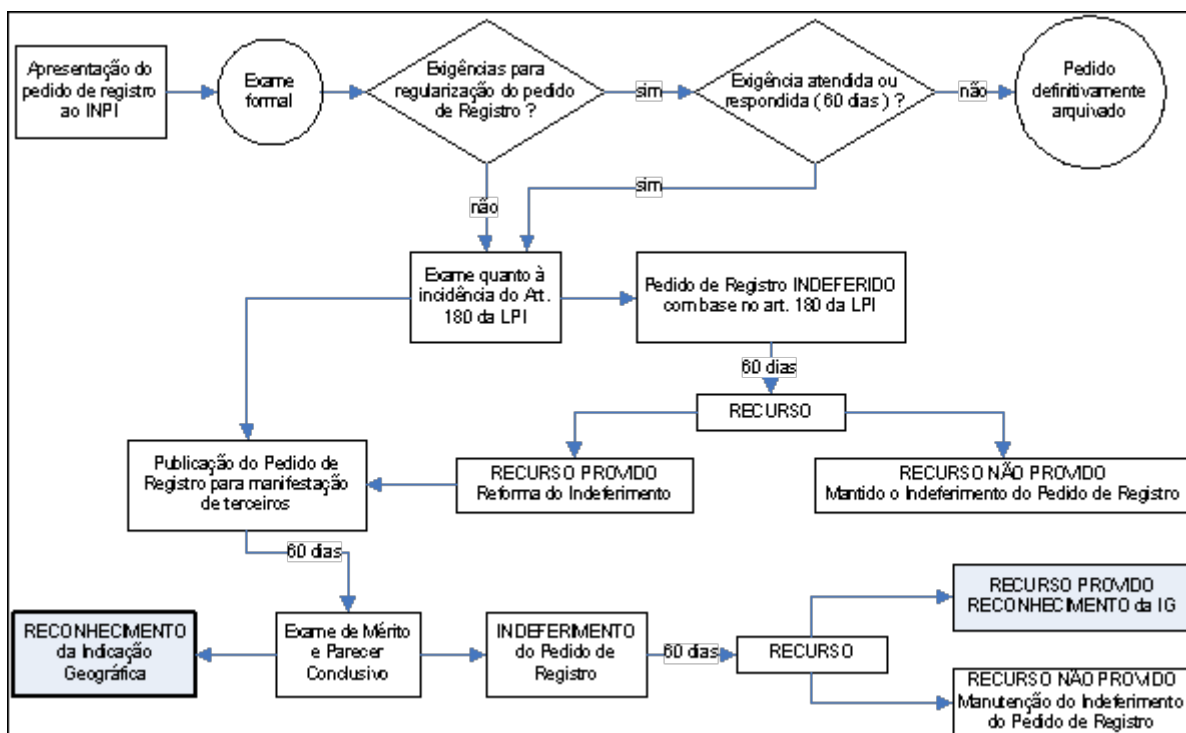 Apresentação do
pedido de registro
ao INPI
Exame
formal
Exigências para
regularização do pedido
de Registro ?
sim
Exigência atendida ou
respondida ( 60 dias ) ?
não
Pedido
definitivamente
arquivado
não
sim
Exame quanto à
incidência do Art.
180 da LPI
Pedido de Registro INDEFERIDO
com base no art. 180 da LPI
60 dias
RECURSO
Publicação do Pedido de
Registro para manifestação
de terceiros
RECURSO PROVIDO
Reforma do Indeferimento
RECURSO NÃO PROVIDO
Mantido o Indeferimento do Pedido de Registro
60 dias
RECONHECIMENTO
da Indicação
Geográfica
Exame de Mérito
e Parecer
Conclusivo
INDEFERIMENTO
do Pedido de
Registro
60 dias
RECURSO
RECURSO PROVIDO
RECONHECIMENTO da IG
RECURSO NÃO PROVIDO
Manutenção do Indeferimento
do Pedido de Registro